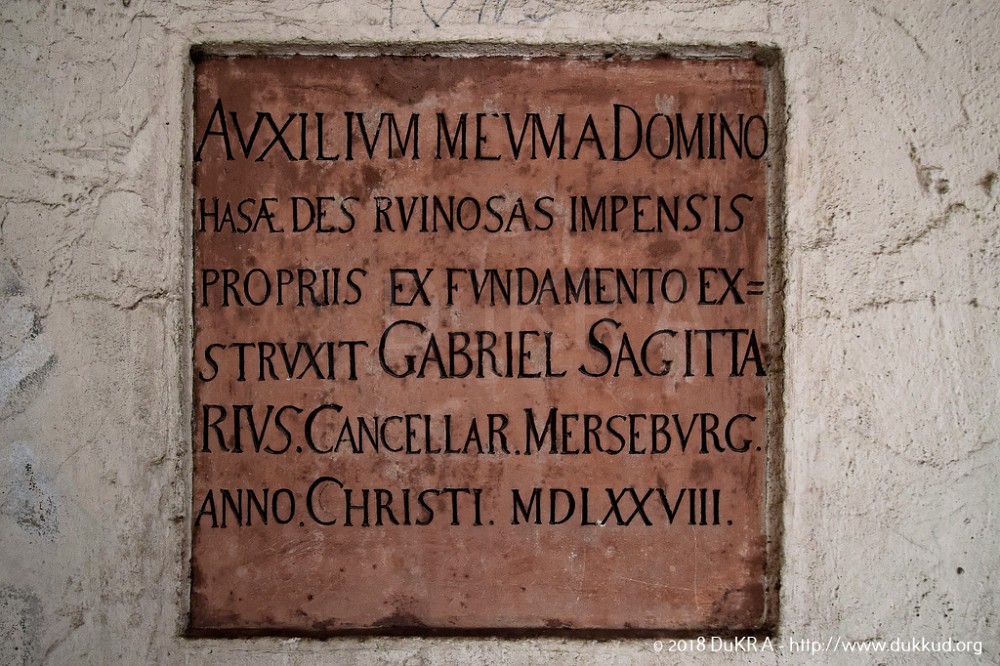 AVXILIVM MEVM A DOMINO
HAS ÆDES RVINOSAS IMPENSIS
PROPRIIS EX FVNDAMENTO EX=
STRVXIT GABRIEL SAGITTA
RIVS. CANCELLAR. MERSEBVRG.
ANNO. CHRISTI. MDLXXVIII.
© 2018 DuKRA - http://www.dukkud.org